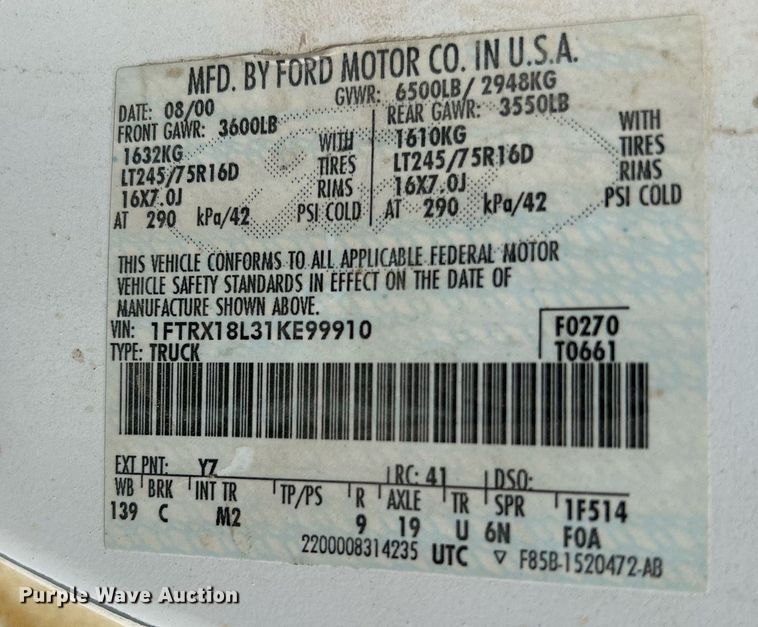 MFD. BY FORD MOTOR CO. IN U.S.A.
DATE: 08/00 GVWR: 6500LB/ 2948KG
FRONT GAWR: 3600LB REAR GAWR: 3550LB
1632KG WITH 1610KG WITH
LT245/75R16D TIRES LT245/75R16D TIRES
16X7.0J RIMS 16X7.0J RIMS
AT 290 kPa/42 PSI COLD AT 290 kPa/42 PSI COLD
THIS VEHICLE CONFORMS TO ALL APPLICABLE FEDERAL MOTOR
VEHICLE SAFETY STANDARDS IN EFFECT ON THE DATE OF
MANUFACTURE SHOWN ABOVE.
VIN: 1FTRX18L31KE99910 F0270
TYPE: TRUCK T0661
EXT PNT: Y7 RC: 41 DSO:
WB BRK INT TR TP/PS R AXLE TR SPR 1F514
139 C M2 9 19 U 6N F0A
2200008314235 UTC ▽ F85B-1520472-AB
Purple Wave Auction